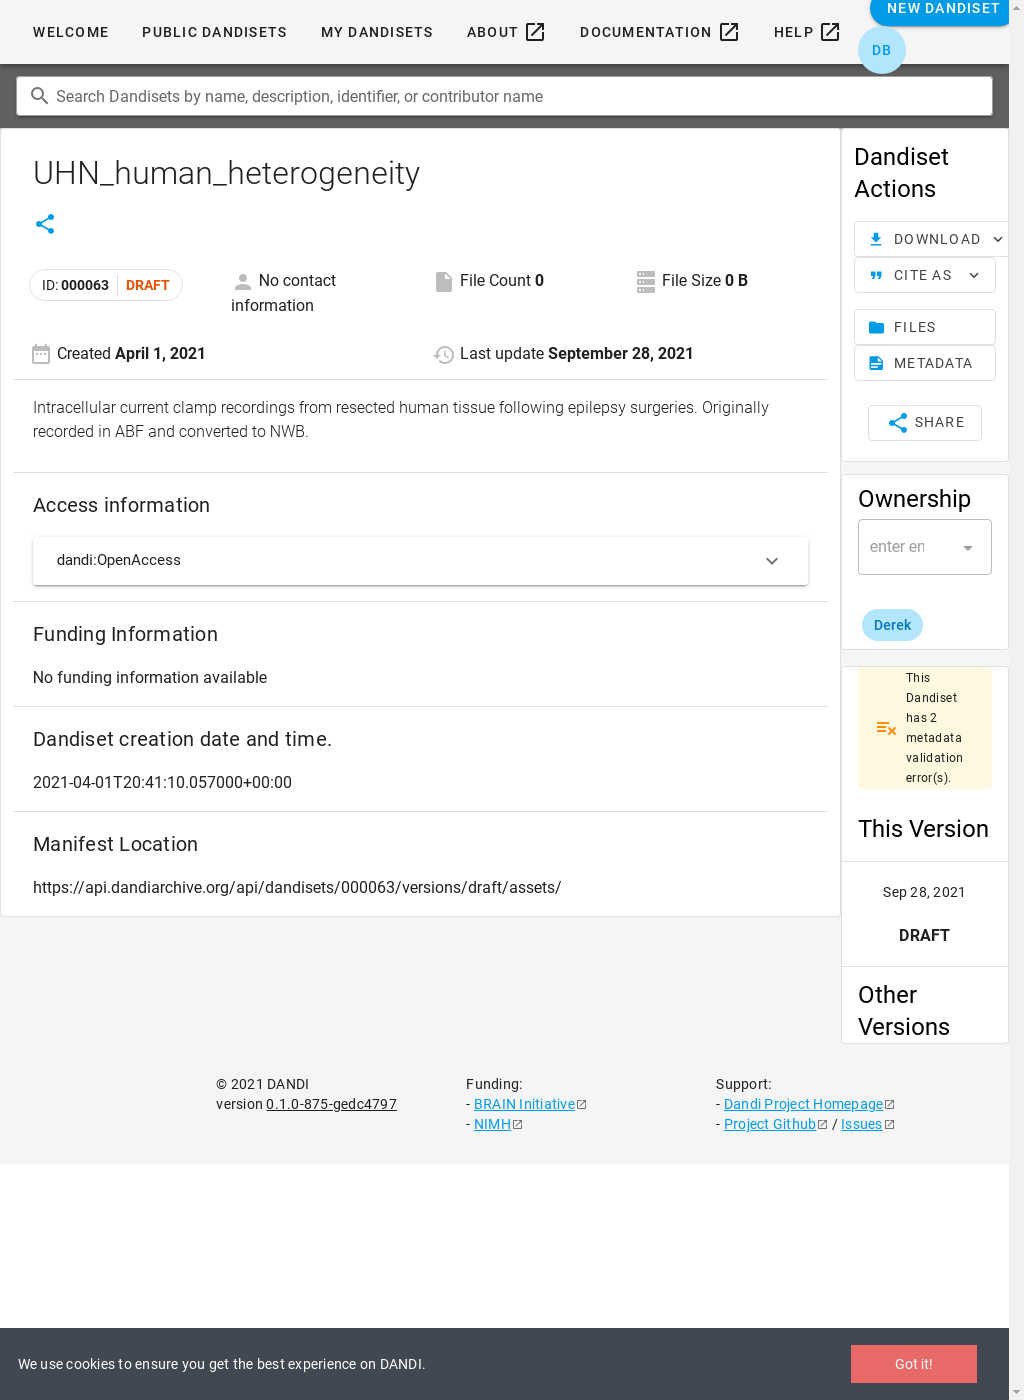 WELCOME PUBLIC DANDISETS MY DANDISETS ABOUT DOCUMENTATION HELP NEW DANDISET
DB
Search Dandisets by name, description, identifier, or contributor name
UHN_human_heterogeneity
ID: 000063 DRAFT
No contact information
File Count 0
File Size 0 B
Created April 1, 2021
Last update September 28, 2021
Intracellular current clamp recordings from resected human tissue following epilepsy surgeries. Originally
recorded in ABF and converted to NWB.
Access information
dandi:OpenAccess
Funding Information
No funding information available
Dandiset creation date and time.
2021-04-01T20:41:10.057000+00:00
Manifest Location
https://api.dandiarchive.org/api/dandisets/000063/versions/draft/assets/
Dandiset
Actions
DOWNLOAD
CITE AS
FILES
METADATA
SHARE
Ownership
enter en
Derek
This
Dandiset
has 2
metadata
validation
error(s).
This Version
Sep 28, 2021
DRAFT
Other
Versions
© 2021 DANDI
version 0.1.0-875-gedc4797
Funding:
- BRAIN Initiative
- NIMH
Support:
- Dandi Project Homepage
- Project Github / Issues
We use cookies to ensure you get the best experience on DANDI.
Got it!